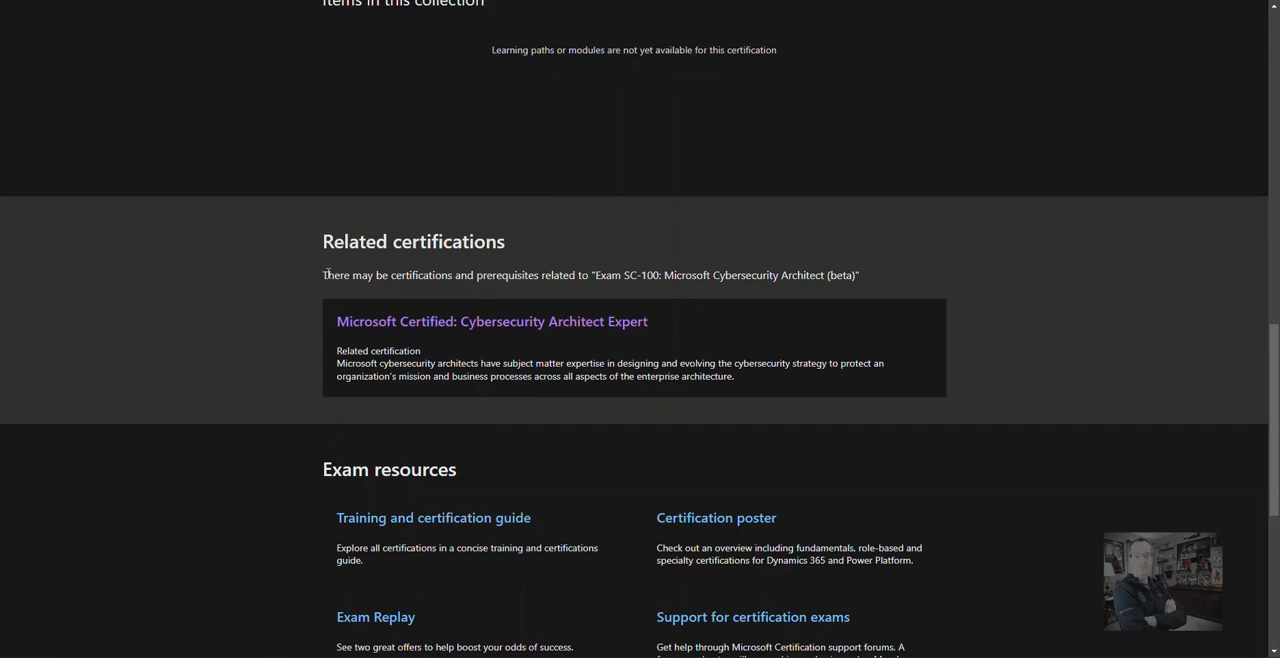 Items in this collection
Learning paths or modules are not yet available for this certification
Related certifications
There may be certifications and prerequisites related to "Exam SC-100: Microsoft Cybersecurity Architect (beta)"
Microsoft Certified: Cybersecurity Architect Expert
Related certification
Microsoft cybersecurity architects have subject matter expertise in designing and evolving the cybersecurity strategy to protect an
organization's mission and business processes across all aspects of the enterprise architecture.
Exam resources
Training and certification guide
Explore all certifications in a concise training and certifications
guide.
Certification poster
Check out an overview including fundamentals, role-based and
specialty certifications for Dynamics 365 and Power Platform.
Exam Replay
See two great offers to help boost your odds of success.
Support for certification exams
Get help through Microsoft Certification support forums. A